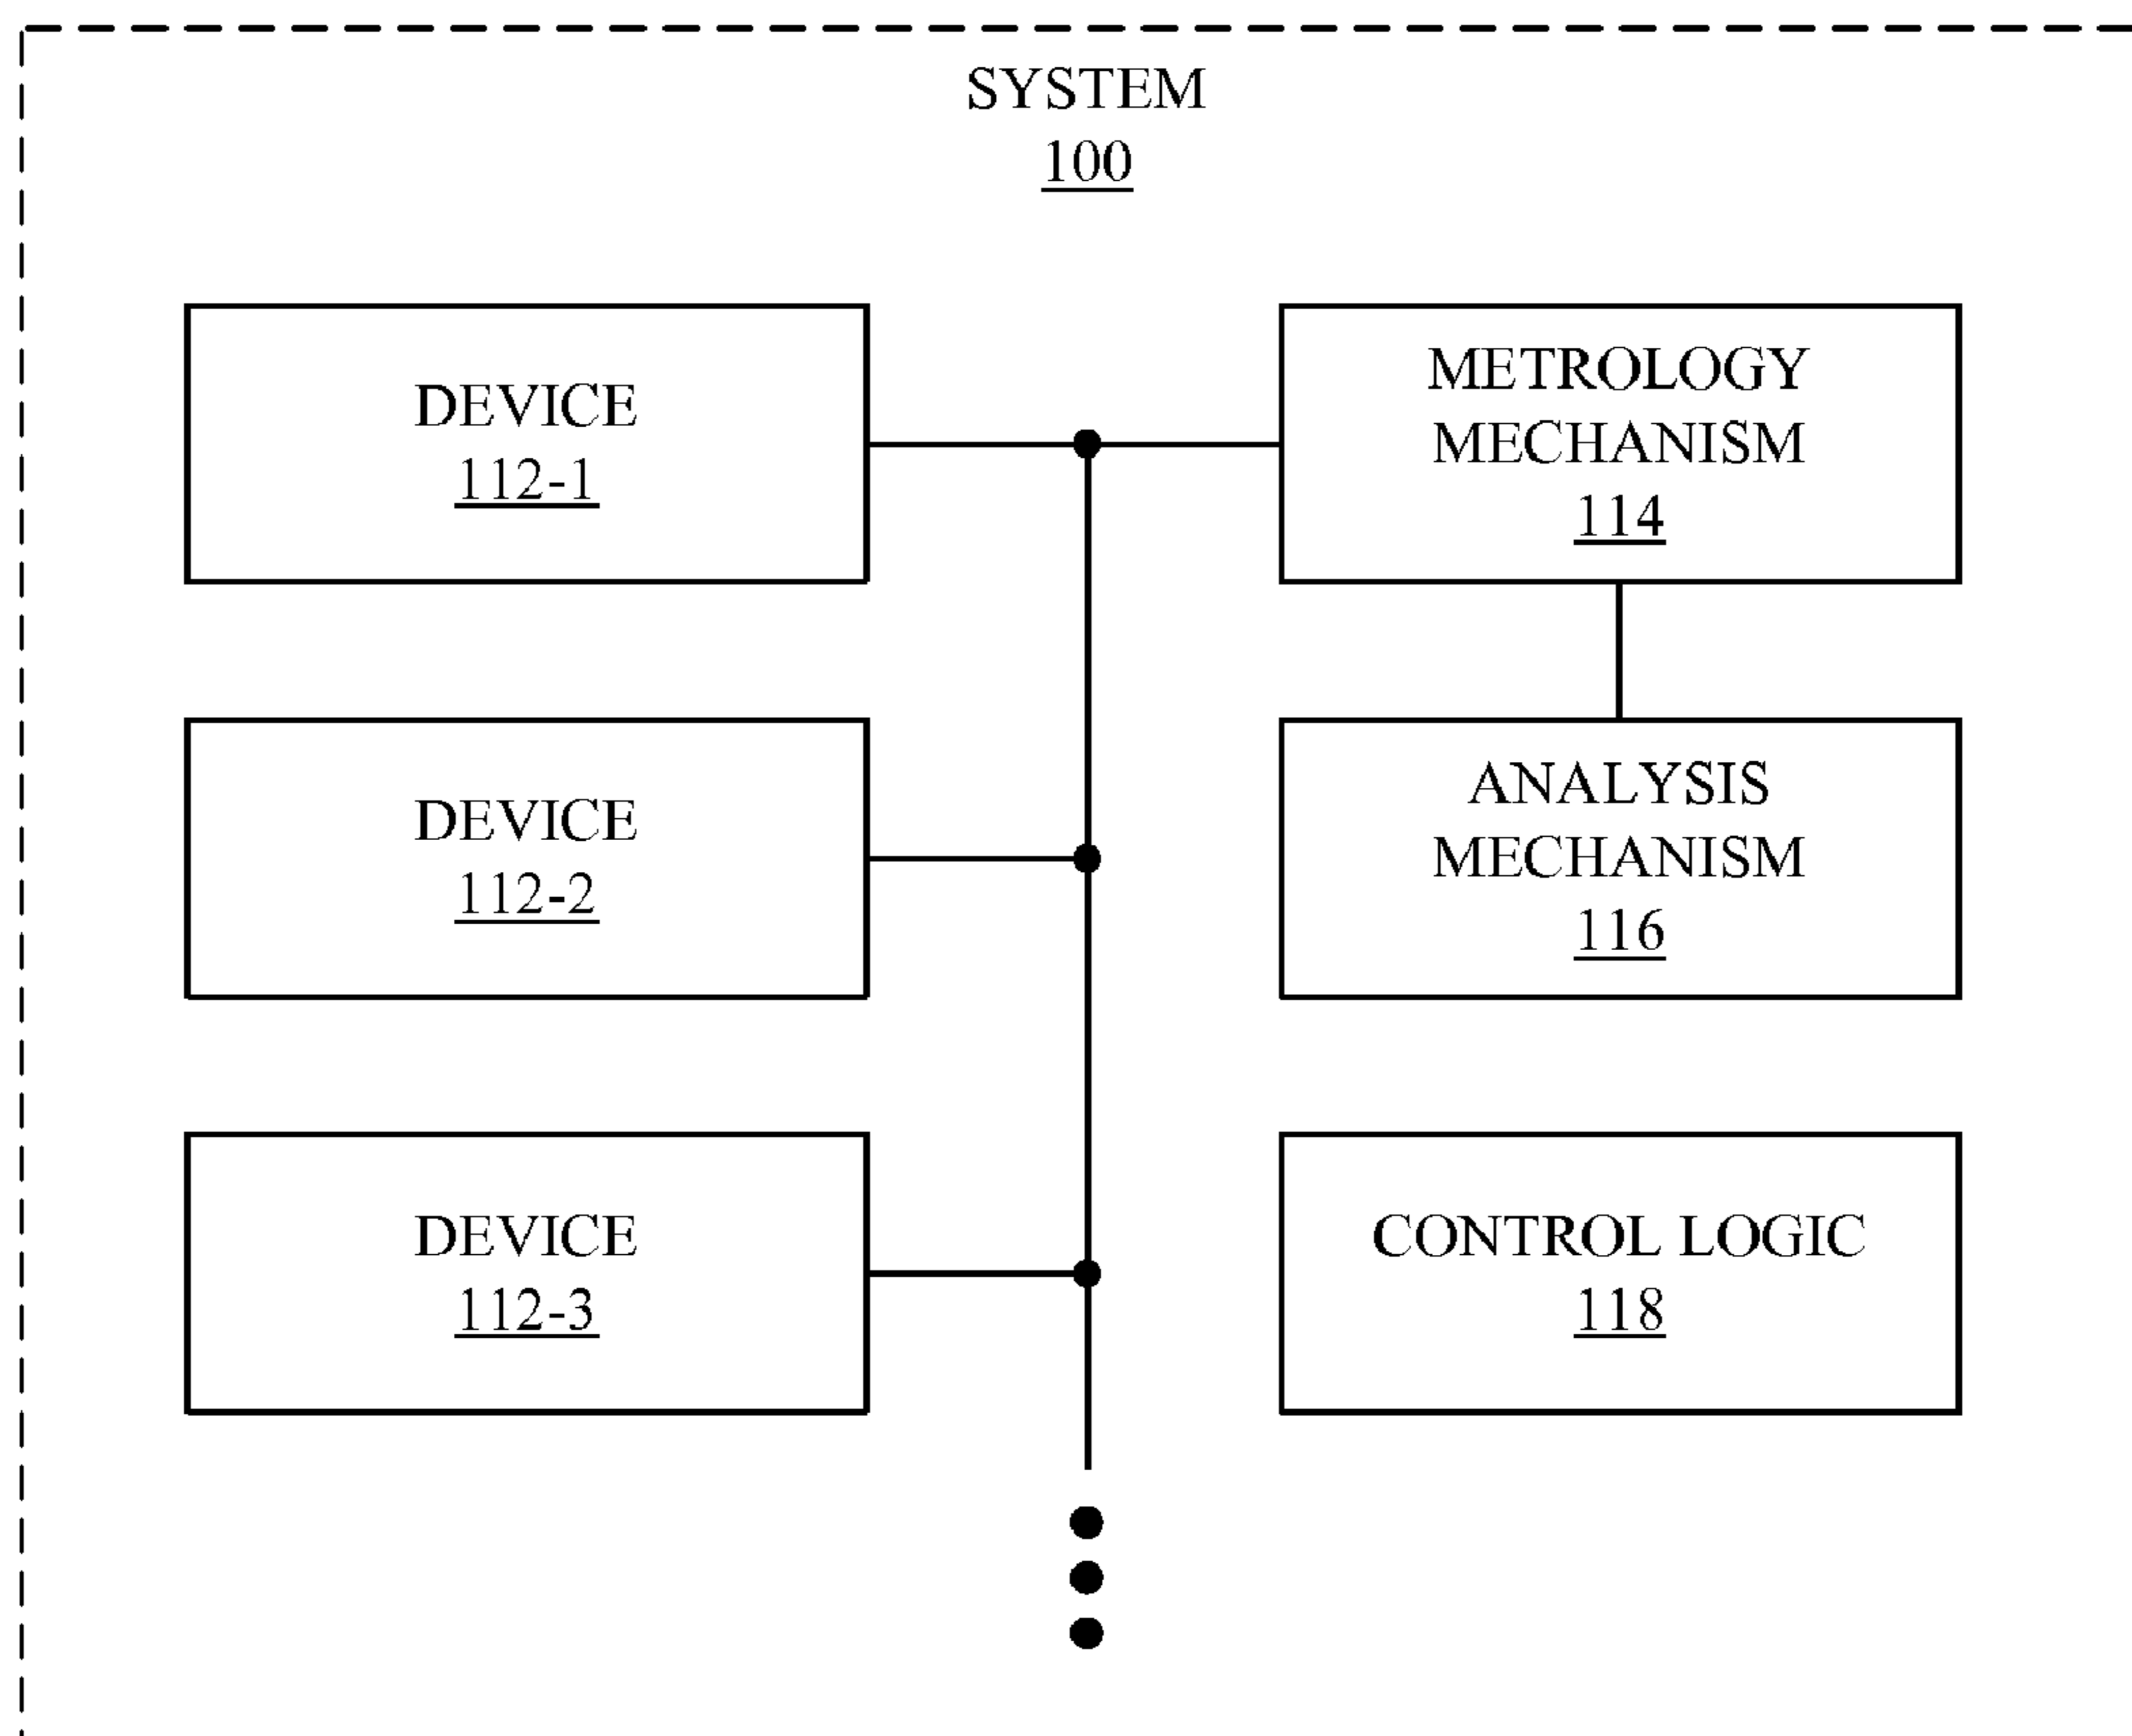 SYSTEM
100
DEVICE
112-1
METROLOGY
MECHANISM
114
DEVICE
112-2
ANALYSIS
MECHANISM
116
DEVICE
112-3
CONTROL LOGIC
118